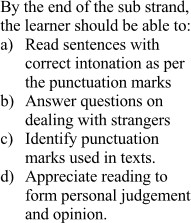 By the end of the sub strand,
the learner should be able to:
a) Read sentences with
correct intonation as per
the punctuation marks
b) Answer questions on
dealing with strangers
c) Identify punctuation
marks used in texts.
d) Appreciate reading to
form personal judgement
and opinion.